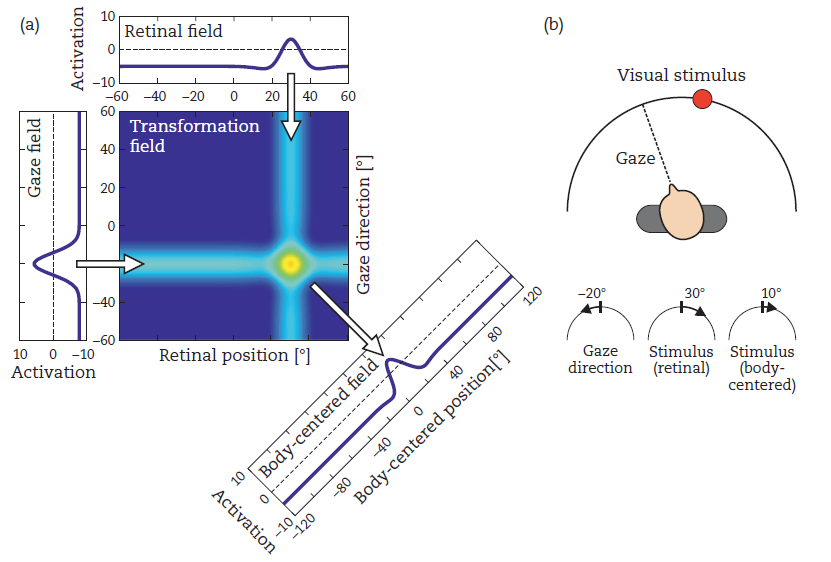 (a)
Activation
10
0
−10
Retinal field
−60 −40 −20 0 20 40 60
Gaze field
10 0 −10
Activation
60
40
20
0
−40
−60
Transformation
field
Retinal position [°]
Gaze direction [°]
Body-centered field
10
0
−10
Activation
−120
−80
−40
0
40
80
120
Body-centered position[°]
(b)
Visual stimulus
Gaze
−20°
30°
10°
Gaze
direction
Stimulus
(retinal)
Stimulus
(body-
centered)